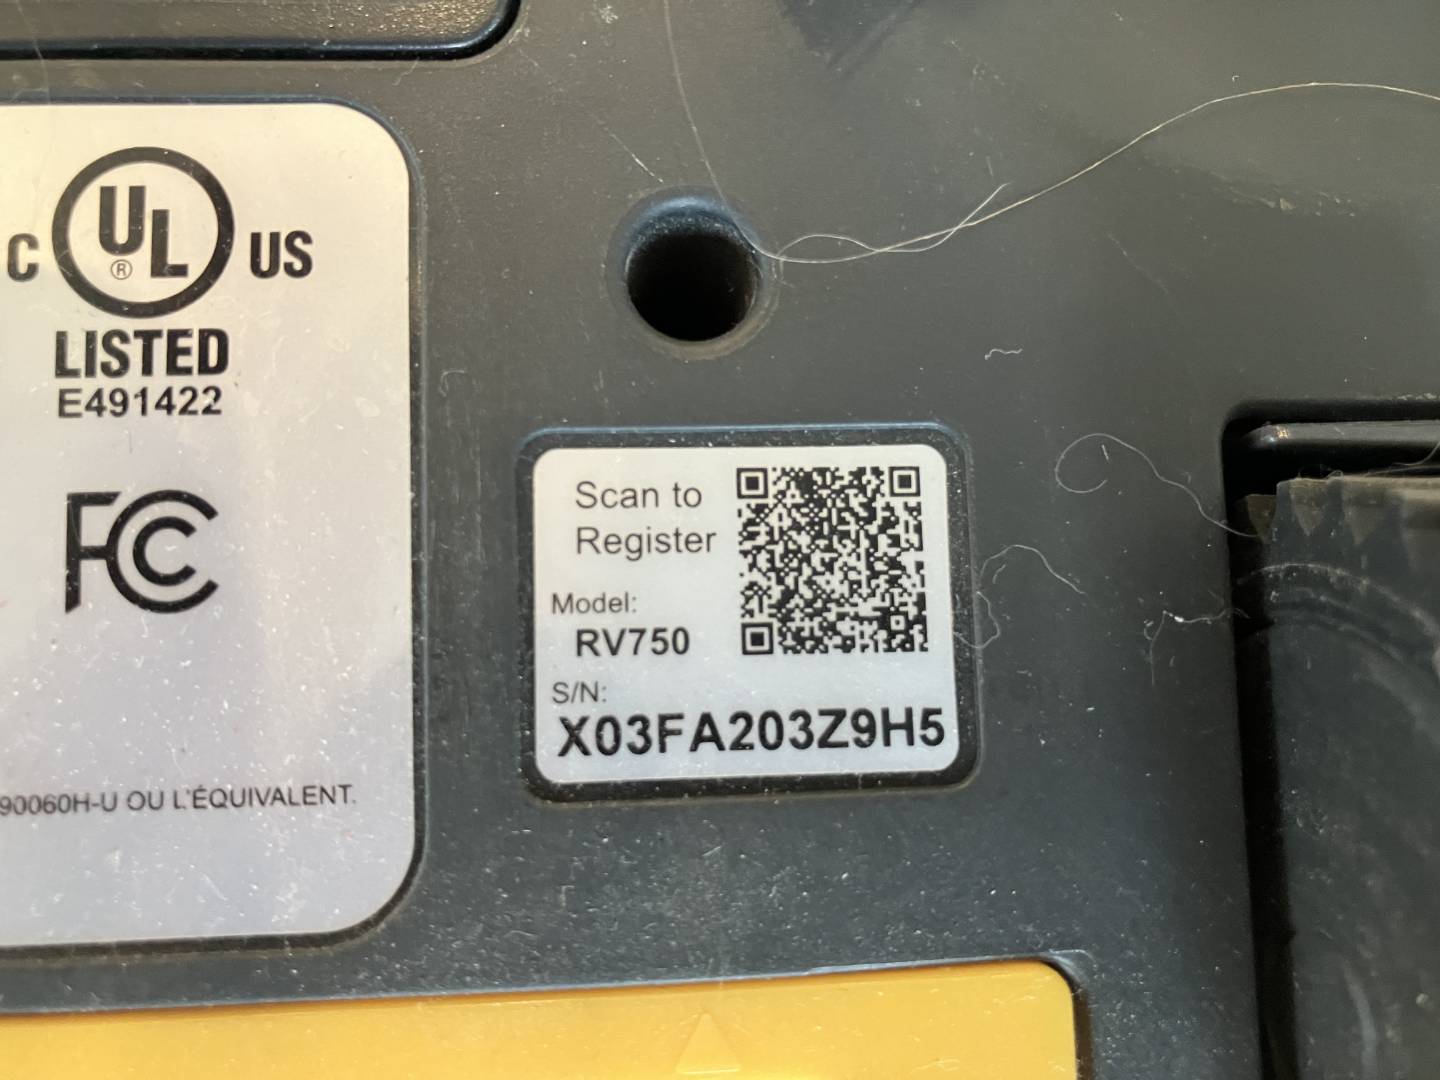 C UL® US
LISTED
E491422
FC
90060H-U OU L'ÉQUIVALENT.
Scan to
Register
Model:
RV750
S/N:
X03FA203Z9H5